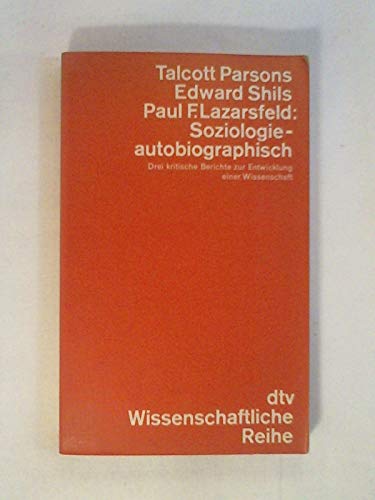 Talcott Parsons
Edward Shils
Paul F. Lazarsfeld:
Soziologie-
autobiographisch
Drei kritische Berichte zur Entwicklung
einer Wissenschaft
dtv
Wissenschaftliche
Reihe